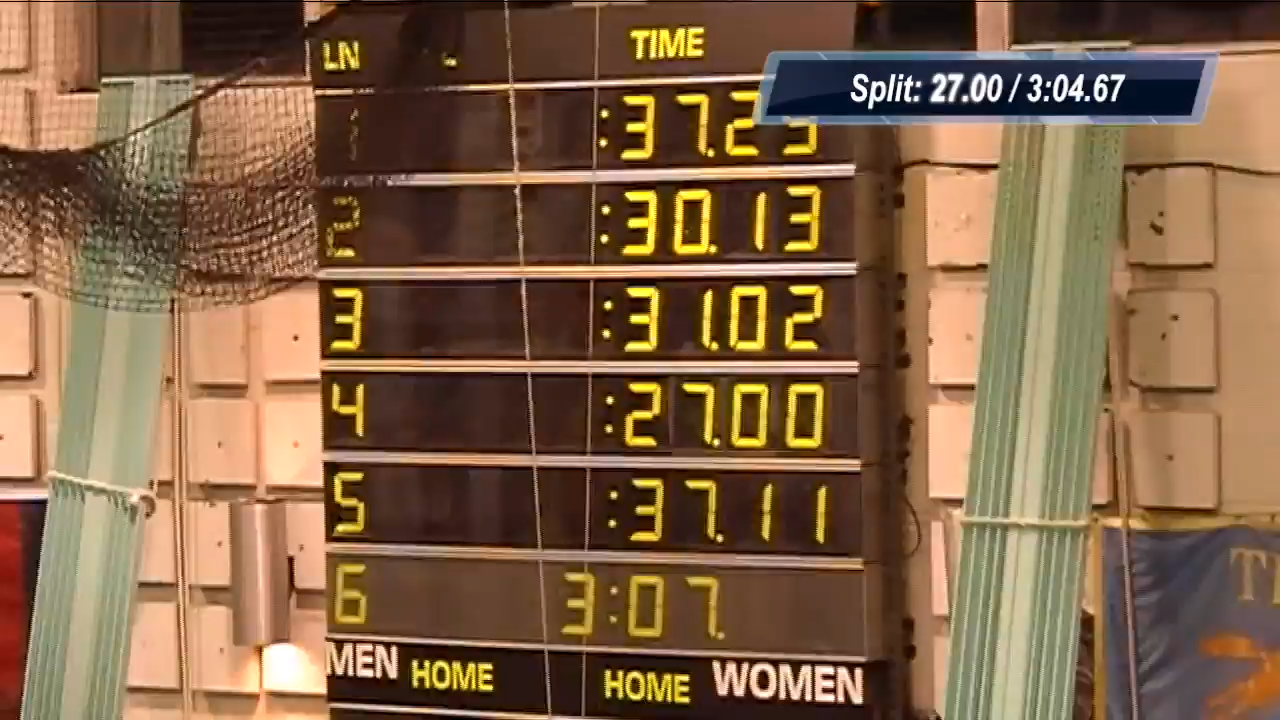 LN TIME
Split: 27.00 / 3:04.67
1 :37.23
2 :30.13
3 :31.02
4 :27.00
5 :37.11
6 3:07.
MEN HOME HOME WOMEN